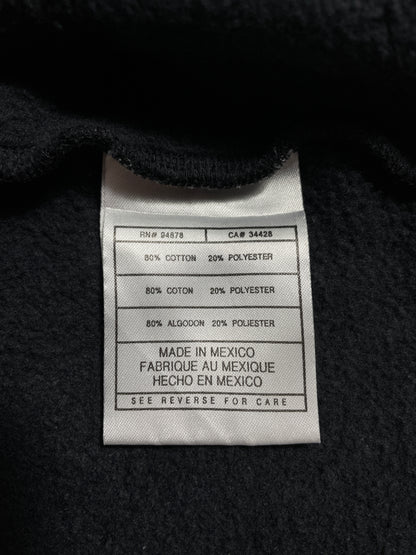 RN# 94878 CA# 34428
80% COTTON 20% POLYESTER
80% COTON 20% POLYESTER
80% ALGODON 20% POLIESTER
MADE IN MEXICO
FABRIQUE AU MEXIQUE
HECHO EN MEXICO
SEE REVERSE FOR CARE